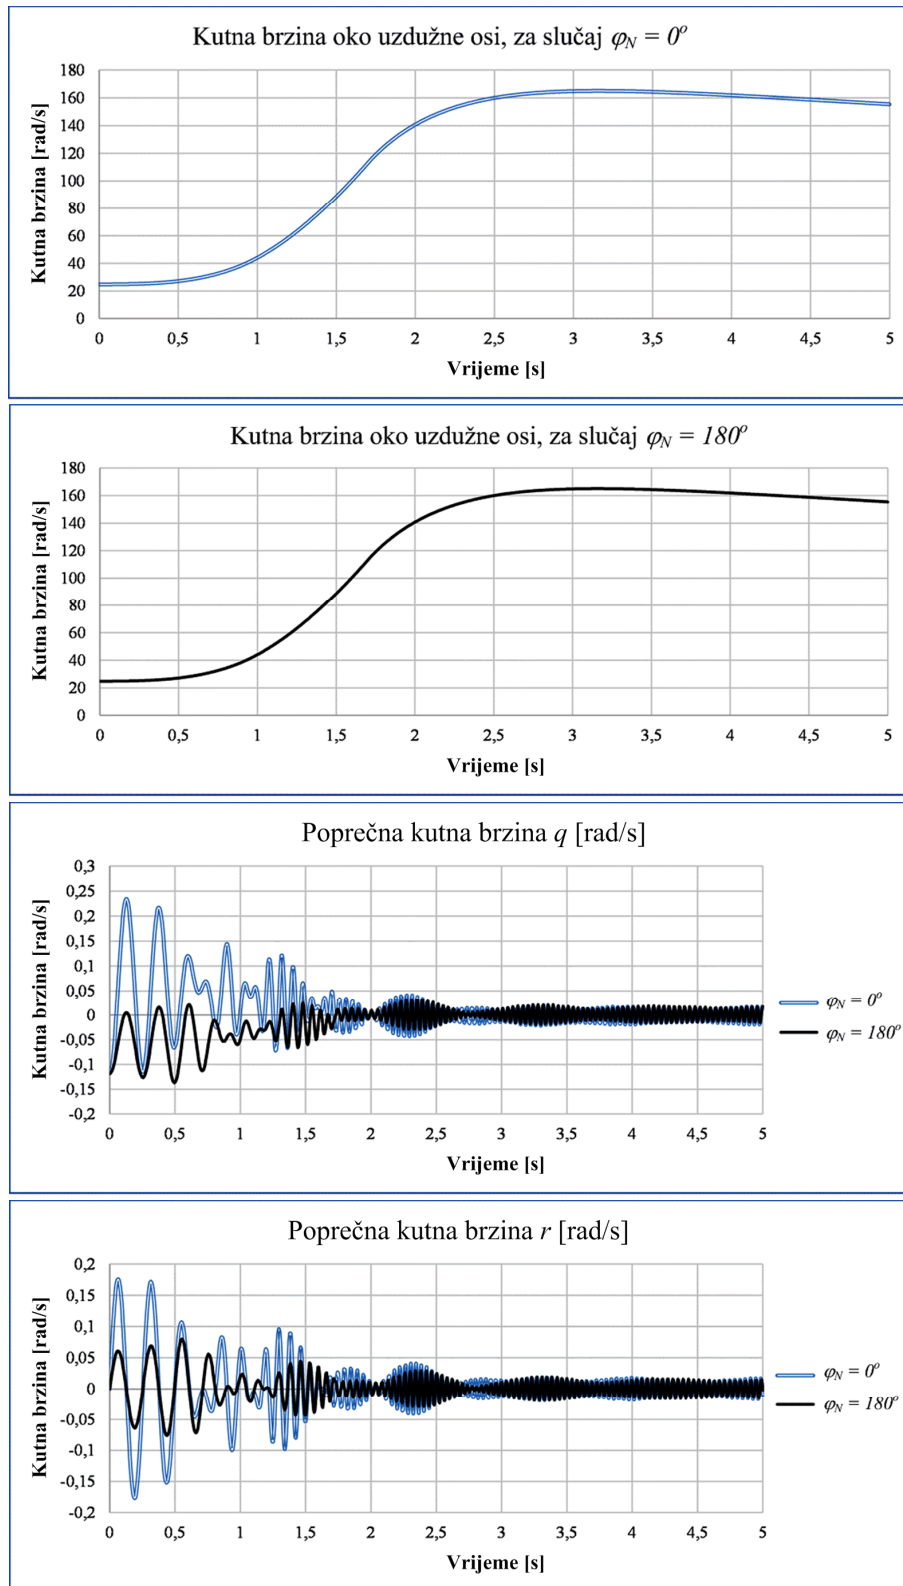 Kutna brzina oko uzdužne osi, za slučaj φN = 0º
Kutna brzina [rad/s]
180
160
140
120
100
80
60
40
20
0
0 0,5 1 1,5 2 2,5 3 3,5 4 4,5 5
Vrijeme [s]
Kutna brzina oko uzdužne osi, za slučaj φN = 180º
Kutna brzina [rad/s]
180
160
140
120
100
80
60
40
20
0
0 0,5 1 1,5 2 2,5 3 3,5 4 4,5 5
Vrijeme [s]
Poprečna kutna brzina q [rad/s]
Kutna brzina [rad/s]
0,3
0,25
0,2
0,15
0,1
0,05
0
-0,05
-0,1
-0,15
-0,2
0 0,5 1 1,5 2 2,5 3 3,5 4 4,5 5
Vrijeme [s]
φN = 0º
φN = 180º
Poprečna kutna brzina r [rad/s]
Kutna brzina [rad/s]
0,2
0,15
0,1
0,05
0
-0,05
-0,1
-0,15
-0,2
0 0,5 1 1,5 2 2,5 3 3,5 4 4,5 5
Vrijeme [s]
φN = 0º
φN = 180º